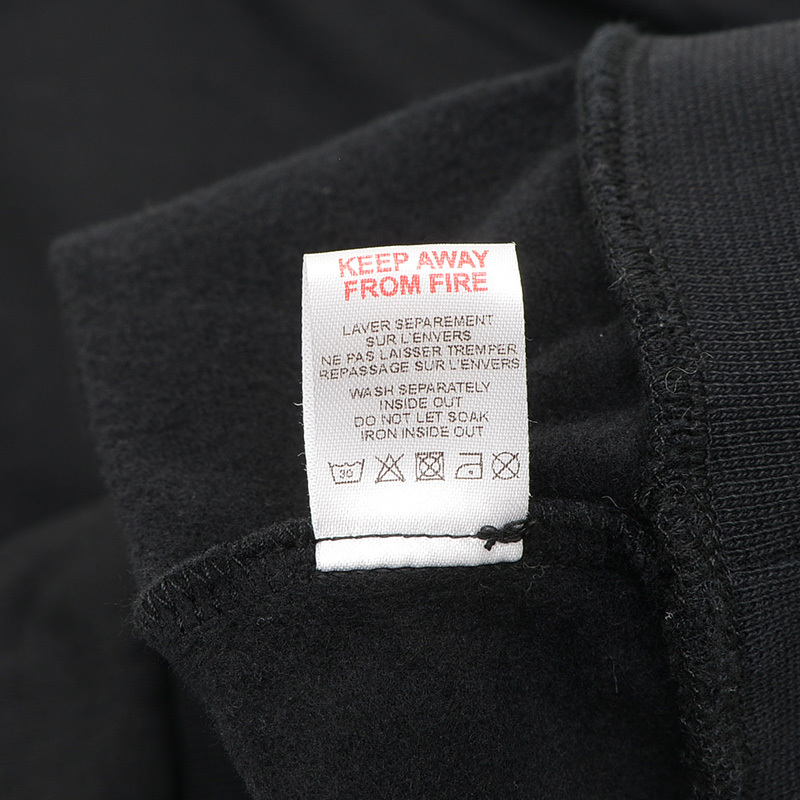 KEEP AWAY
FROM FIRE
LAVER SEPAREMENT
SUR L'ENVERS
NE PAS LAISSER TREMPER
REPASSAGE SUR L'ENVERS
WASH SEPARATELY
INSIDE OUT
DO NOT LET SOAK
IRON INSIDE OUT
30